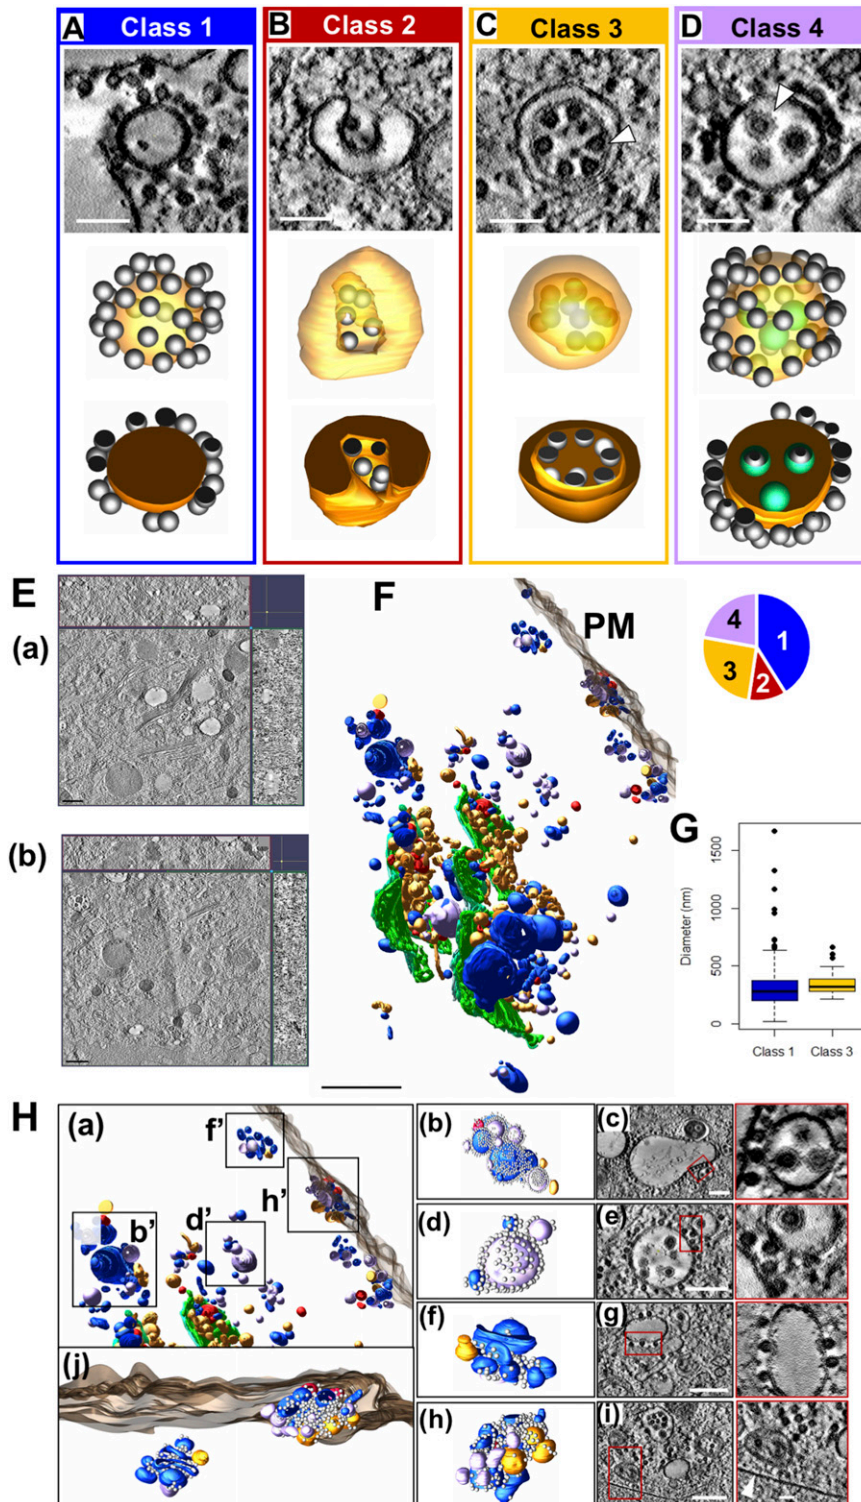 A Class 1
B Class 2
C Class 3
D Class 4
E
(a)
(b)
F
PM
1
2
3
4
G
Diameter (nm)
1500
1000
500
0
Class 1
Class 3
H
(a)
f'
h'
b'
d'
(b)
(c)
(d)
(e)
(f)
(g)
(h)
(i)
(j)